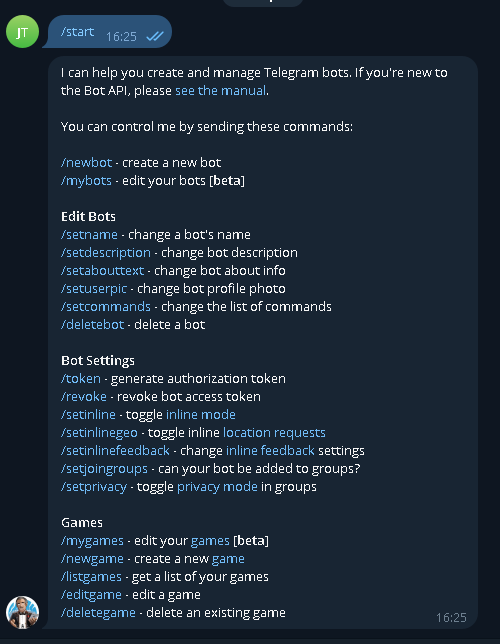 JT
/start 16:25
I can help you create and manage Telegram bots. If you're new to
the Bot API, please see the manual.
You can control me by sending these commands:
/newbot - create a new bot
/mybots - edit your bots [beta]
Edit Bots
/setname - change a bot's name
/setdescription - change bot description
/setabouttext - change bot about info
/setuserpic - change bot profile photo
/setcommands - change the list of commands
/deletebot - delete a bot
Bot Settings
/token - generate authorization token
/revoke - revoke bot access token
/setinline - toggle inline mode
/setinlinegeo - toggle inline location requests
/setinlinefeedback - change inline feedback settings
/setjoingroups - can your bot be added to groups?
/setprivacy - toggle privacy mode in groups
Games
/mygames - edit your games [beta]
/newgame - create a new game
/listgames - get a list of your games
/editgame - edit a game
/deletegame - delete an existing game
16:25